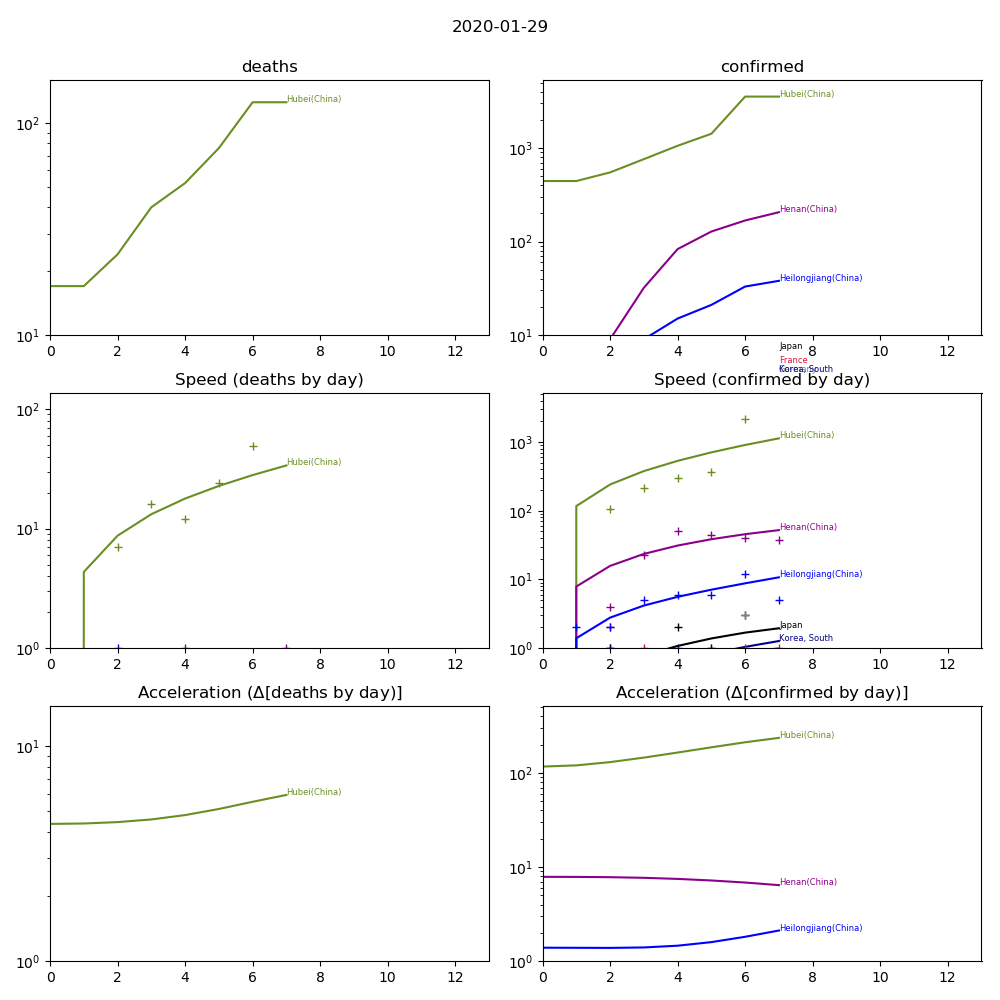 2020-01-29
deaths
10²
10¹
0 2 4 6 8 10 12
Hubei(China)
confirmed
10³
10²
10¹
0 2 4 6 8 10 12
Hubei(China)
Henan(China)
Heilongjiang(China)
Japan
France
Korea, South
Speed (deaths by day)
10²
10¹
10⁰
0 2 4 6 8 10 12
Hubei(China)
Speed (confirmed by day)
10³
10²
10¹
10⁰
0 2 4 6 8 10 12
Hubei(China)
Henan(China)
Heilongjiang(China)
Japan
Korea, South
Acceleration (Δ[deaths by day)]
10¹
10⁰
0 2 4 6 8 10 12
Hubei(China)
Acceleration (Δ[confirmed by day)]
10²
10¹
10⁰
0 2 4 6 8 10 12
Hubei(China)
Henan(China)
Heilongjiang(China)